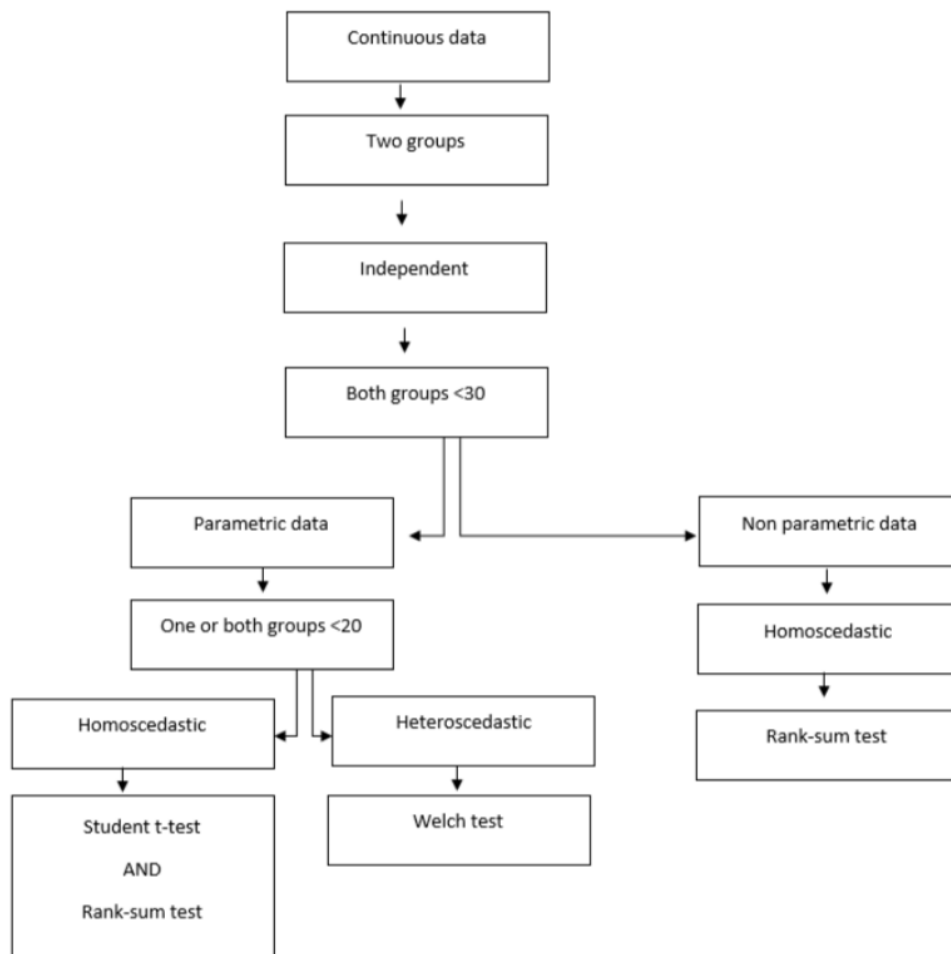 Continuous data
Two groups
Independent
Both groups <30
Parametric data
Non parametric data
One or both groups <20
Homoscedastic
Homoscedastic
Heteroscedastic
Rank-sum test
Student t-test
AND
Rank-sum test
Welch test